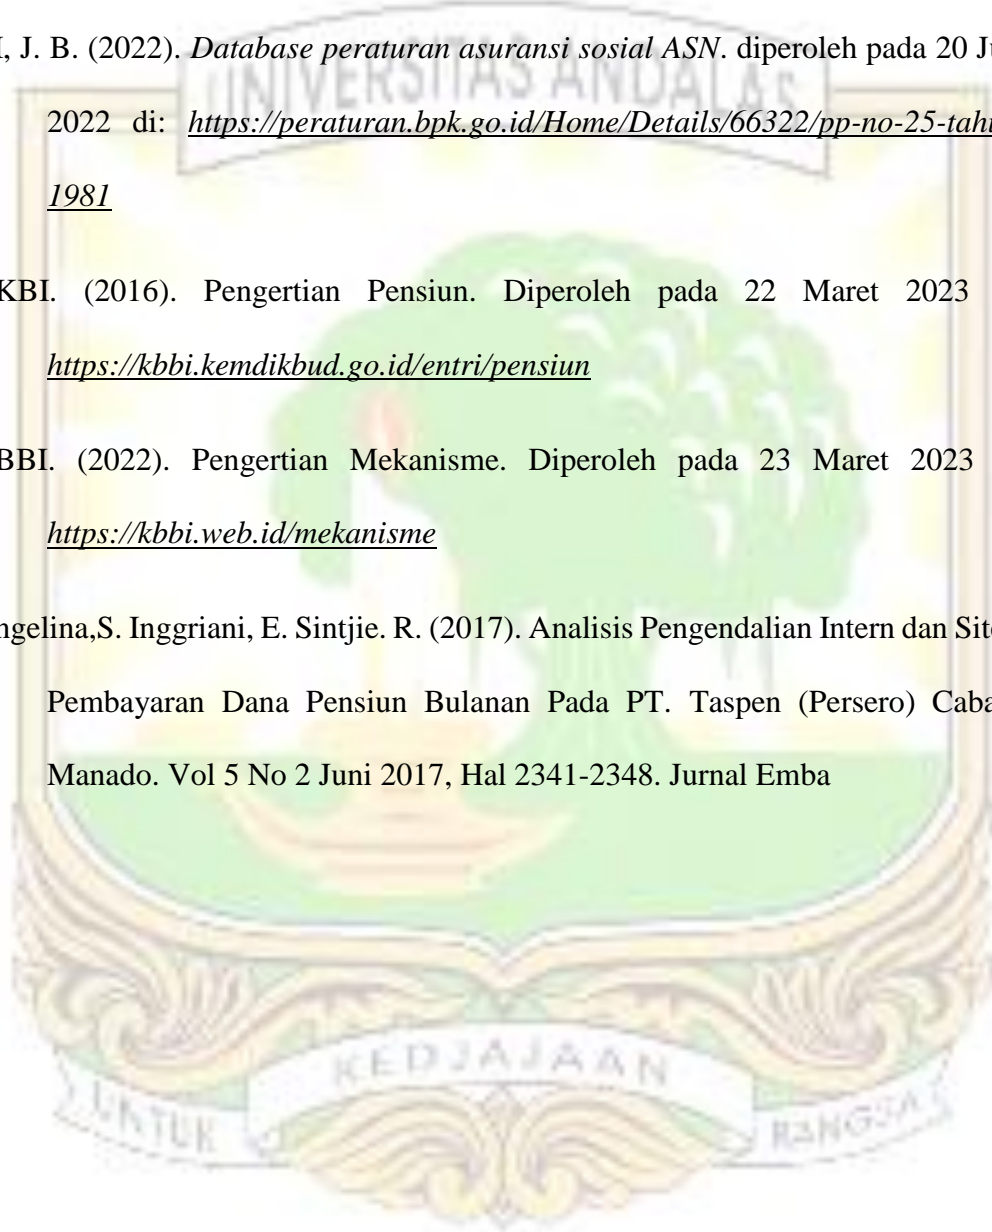 UNIVERSITAS ANDALAS
, J. B. (2022). Database peraturan asuransi sosial ASN. diperoleh pada 20 Ju
2022 di: https://peraturan.bpk.go.id/Home/Details/66322/pp-no-25-tahu
1981
KBI. (2016). Pengertian Pensiun. Diperoleh pada 22 Maret 2023
https://kbbi.kemdikbud.go.id/entri/pensiun
BBI. (2022). Pengertian Mekanisme. Diperoleh pada 23 Maret 2023
https://kbbi.web.id/mekanisme
ngelina,S. Inggriani, E. Sintjie. R. (2017). Analisis Pengendalian Intern dan Site
Pembayaran Dana Pensiun Bulanan Pada PT. Taspen (Persero) Caba
Manado. Vol 5 No 2 Juni 2017, Hal 2341-2348. Jurnal Emba
UNTUK KEDJAJAAN BANGSA